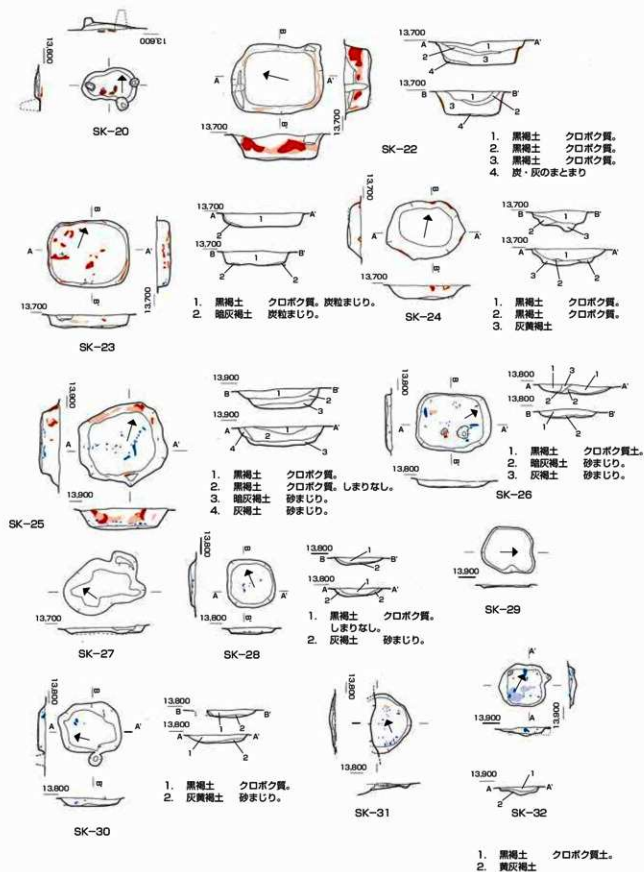 13,800
13,800
SK-20
B
A A'
B'
13,700
SK-22
13,700
A A'
1
2
3
4
13,700
B B'
1
3
2
4
1. 黒褐土 クロボク質。
2. 黒褐土 クロボク質。
3. 黒褐土 クロボク質。
4. 炭・灰のまとまり
B
A A'
B'
13,700
13,700
SK-23
13,700
A A'
1
2
13,700
B B'
1
2 2
1. 黒褐土 クロボク質。炭粒まじり。
2. 暗灰褐土 炭粒まじり。
13,700
B
A A'
B'
13,700
SK-24
13,700
B B'
1
2 3
13,700
A A'
1
3 2 2
1. 黒褐土 クロボク質。
2. 黒褐土 クロボク質。
3. 灰黄褐土
13,900
B
A A'
B'
13,900
SK-25
13,900
B B'
1
2
3
13,900
A A'
1
4 2 3
1. 黒褐土 クロボク質。
2. 黒褐土 クロボク質。しまりなし。
3. 暗灰褐土 砂まじり。
4. 灰褐土 砂まじり。
13,800
B
A A'
B'
13,800
SK-26
1 3 1
13,800
A A'
2 2
13,800
B B'
1 2
1. 黒褐土 クロボク質土。
2. 暗灰褐土 砂まじり。
3. 灰褐土 砂まじり。
13,700
SK-27
13,800
B
A A'
B'
13,800
SK-28
13,800
B B'
1
2
13,800
A A'
1
2 2
1. 黒褐土 クロボク質。
しまりなし。
2. 灰褐土 砂まじり。
13,900
SK-29
13,800
B
A A'
B'
13,800
SK-30
13,800
B B'
1 2
13,800
A A'
1 2
1. 黒褐土 クロボク質。
2. 灰黄褐土 砂まじり。
13,800
13,800
SK-31
A
A'
13,900
13,900
13,900
A A'
1
2
SK-32
1. 黒褐土 クロボク質土。
2. 黄灰褐土